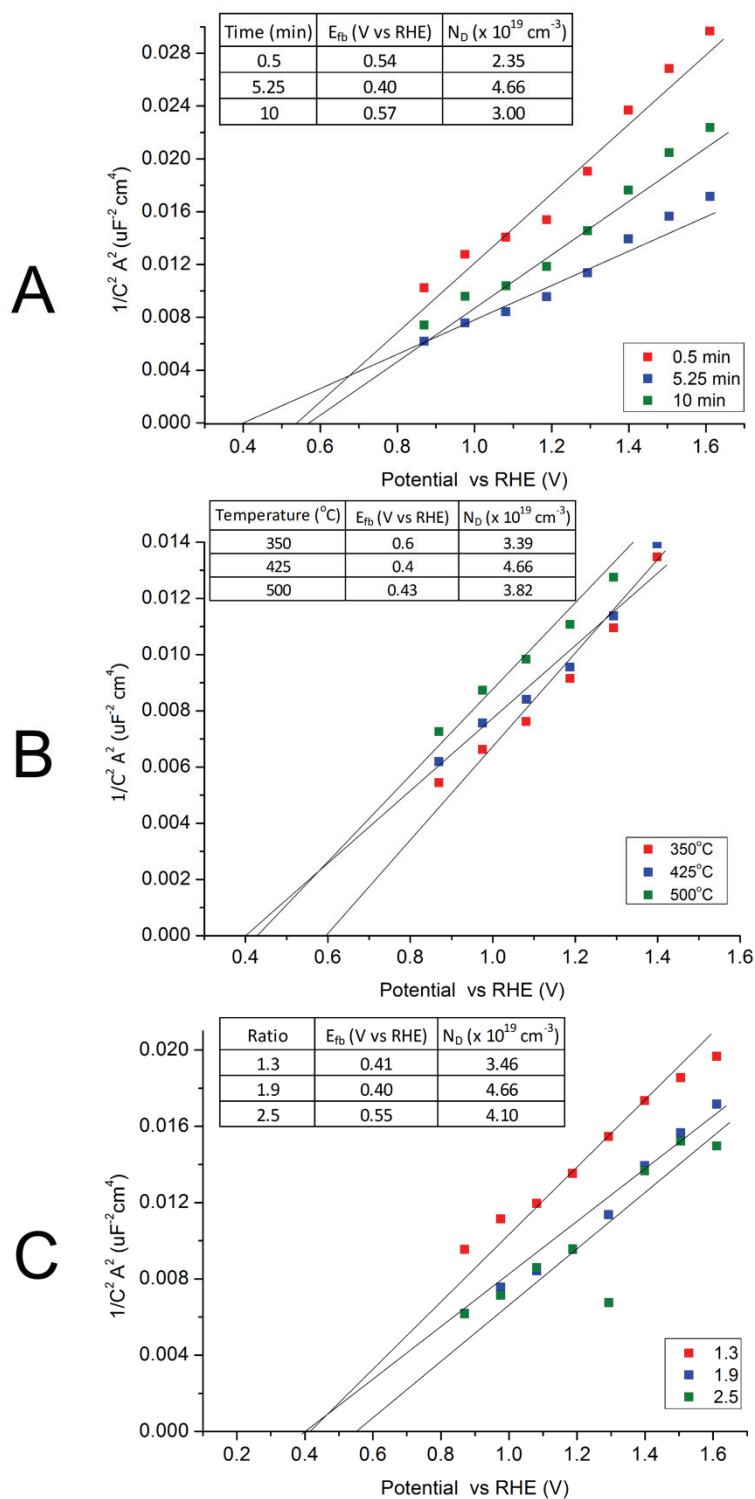 A
Time (min) E_fb (V vs RHE) N_D (x 10^19 cm^-3)
0.5 0.54 2.35
5.25 0.40 4.66
10 0.57 3.00
1/C^2 A^2 (uF^-2 cm^4)
0.028
0.024
0.020
0.016
0.012
0.008
0.004
0.000
0.5 min
5.25 min
10 min
0.4 0.6 0.8 1.0 1.2 1.4 1.6
Potential vs RHE (V)
B
Temperature (°C) E_fb (V vs RHE) N_D (x 10^19 cm^-3)
350 0.6 3.39
425 0.4 4.66
500 0.43 3.82
1/C^2 A^2 (uF^-2 cm^4)
0.014
0.012
0.010
0.008
0.006
0.004
0.002
0.000
350°C
425°C
500°C
0.4 0.6 0.8 1.0 1.2 1.4 1.6
Potential vs RHE (V)
C
Ratio E_fb (V vs RHE) N_D (x 10^19 cm^-3)
1.3 0.41 3.46
1.9 0.40 4.66
2.5 0.55 4.10
1/C^2 A^2 (uF^-2cm^4)
0.020
0.016
0.012
0.008
0.004
0.000
1.3
1.9
2.5
0.2 0.4 0.6 0.8 1.0 1.2 1.4 1.6
Potential vs RHE (V)